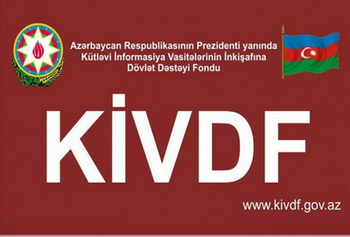 Azərbaycan Respublikasının Prezidenti yanında
Kütləvi İnformasiya Vasitələrinin İnkişafına
Dövlət Dəstəyi Fondu
KİVDF
www.kivdf.gov.az